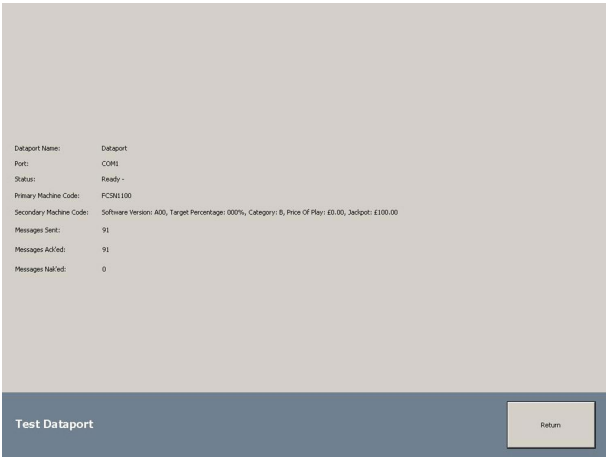 Dataport Name: Dataport
Port: COM1
Status: Ready -
Primary Machine Code: FCSN1100
Secondary Machine Code: Software Version: A00, Target Percentage: 000%, Category: B, Price Of Play: £0.00, Jackpot: £100.00
Messages Sent: 91
Messages Ack'ed: 91
Messages Nak'ed: 0
Test Dataport
Return